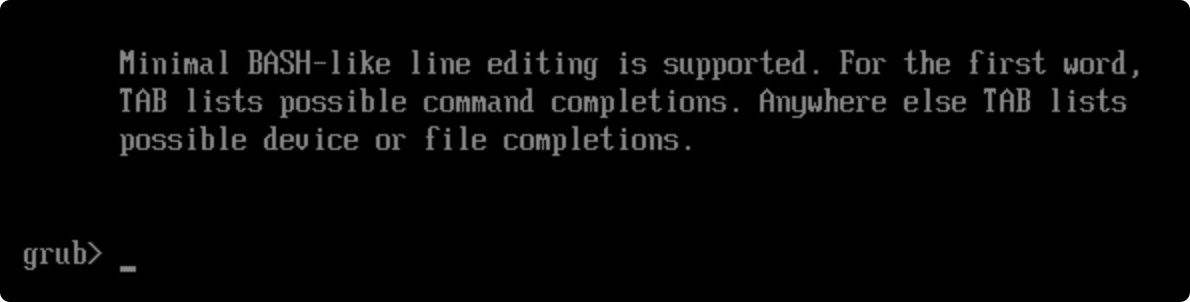 Minimal BASH-like line editing is supported. For the first word,
TAB lists possible command completions. Anywhere else TAB lists
possible device or file completions.
grub> _